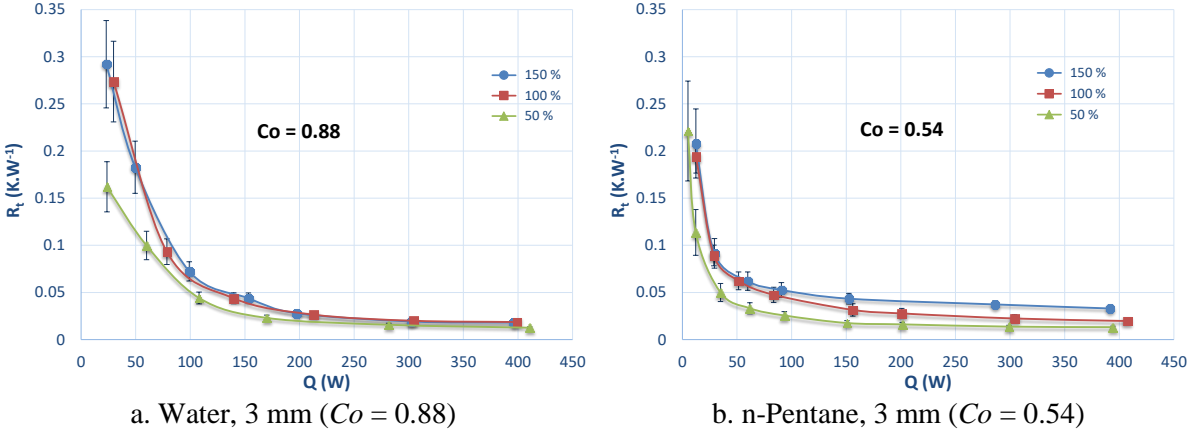 0.35
0.3
0.25
0.2
0.15
0.1
0.05
0
R_t (K.W⁻¹)
150 %
100 %
50 %
Co = 0.88
0 50 100 150 200 250 300 350 400 450
Q (W)
a. Water, 3 mm (Co = 0.88)
0.35
0.3
0.25
0.2
0.15
0.1
0.05
0
R_t (K.W⁻¹)
150 %
100 %
50 %
Co = 0.54
0 50 100 150 200 250 300 350 400 450
Q (W)
b. n-Pentane, 3 mm (Co = 0.54)